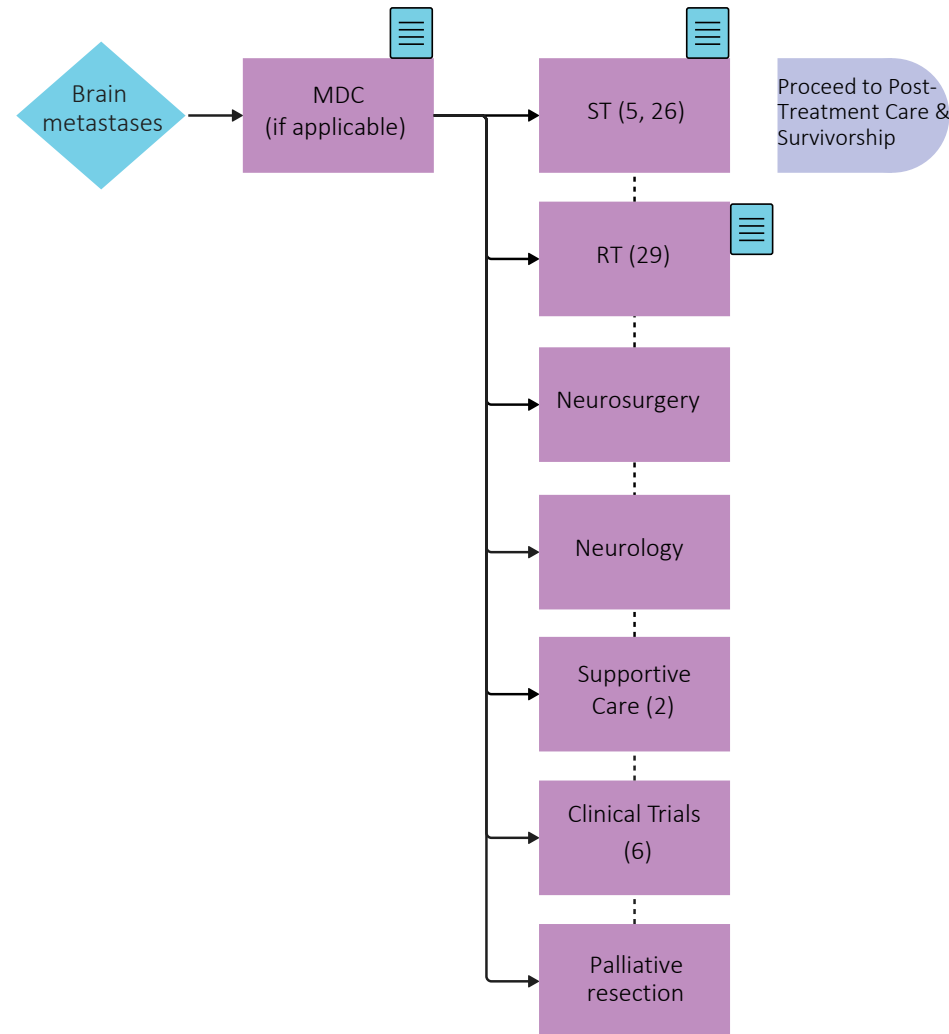 Brain
metastases
MDC
(if applicable)
ST (5, 26)
Proceed to Post-
Treatment Care &
Survivorship
RT (29)
Neurosurgery
Neurology
Supportive
Care (2)
Clinical Trials
(6)
Palliative
resection